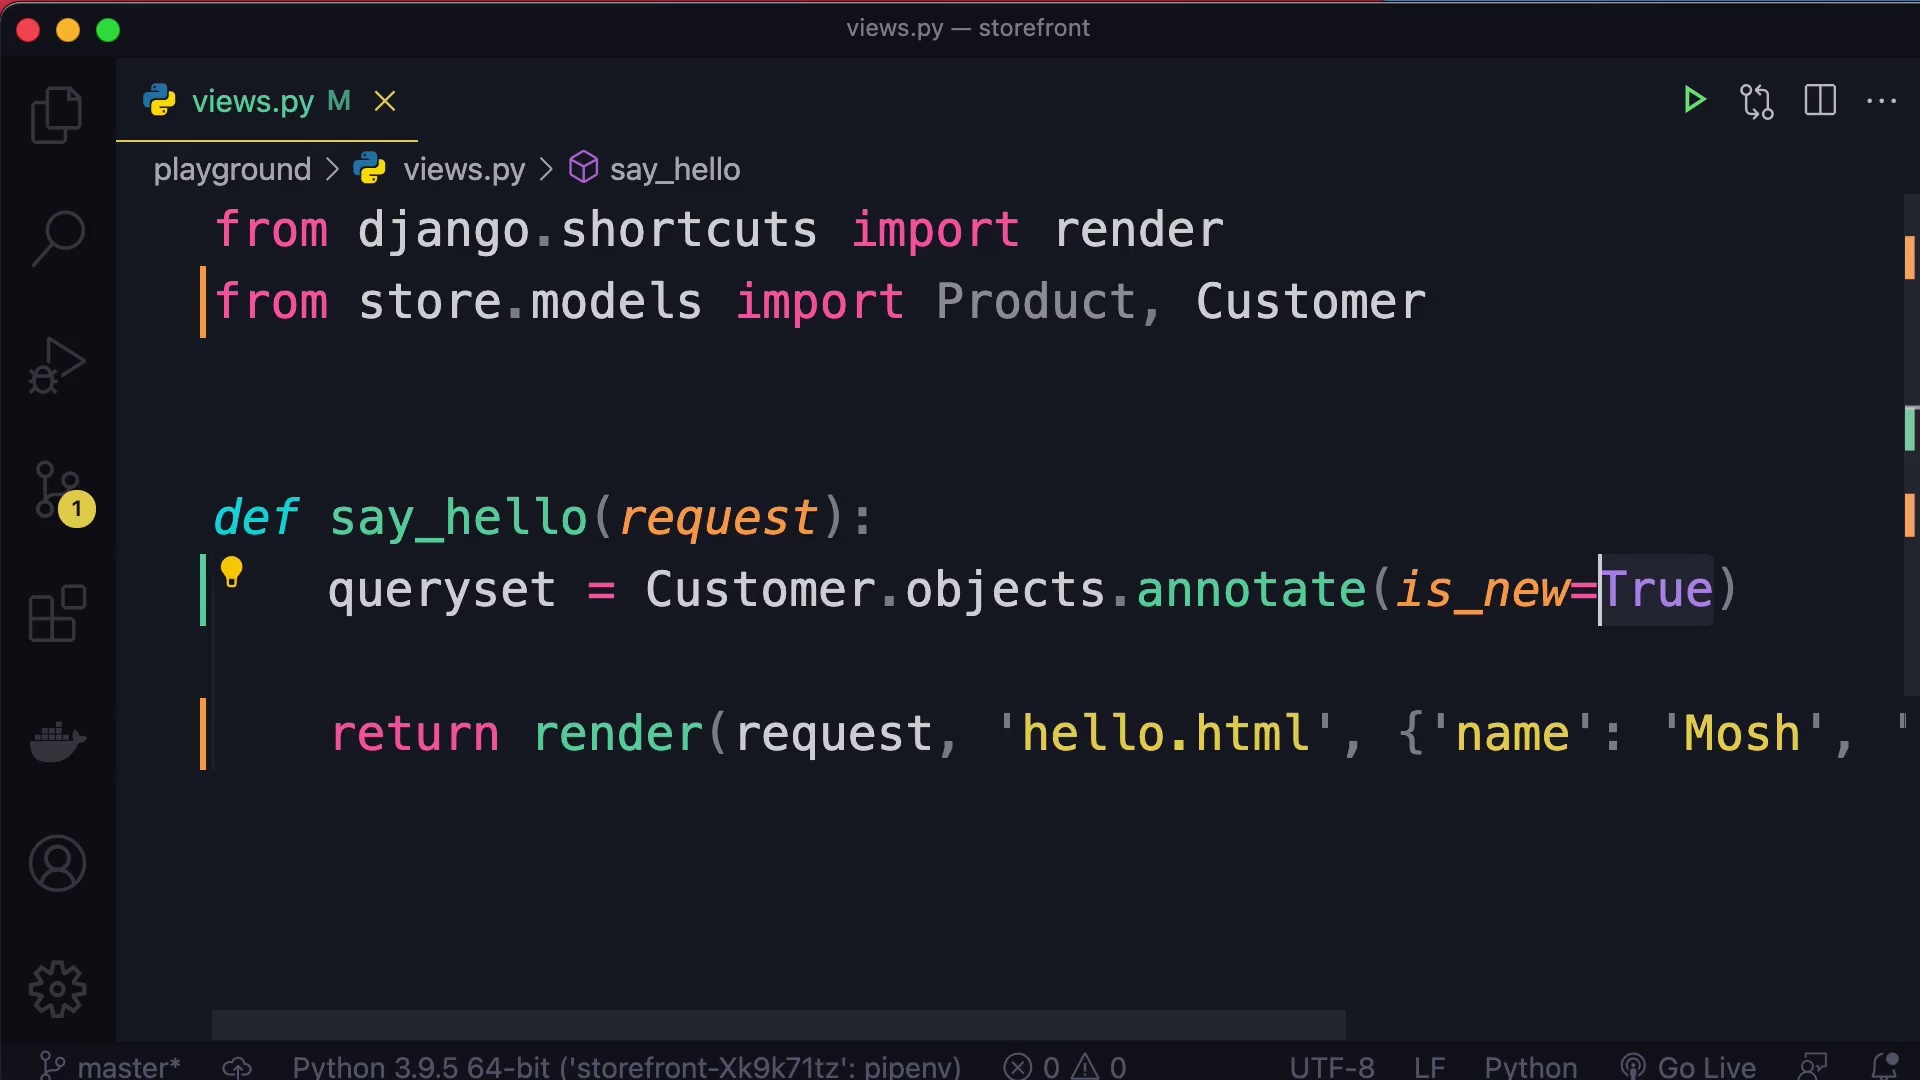 views.py — storefront
views.py M
playground > views.py > say_hello
from django.shortcuts import render
from store.models import Product, Customer
def say_hello(request):
1
queryset = Customer.objects.annotate(is_new=True)
return render(request, 'hello.html', {'name': 'Mosh', '
master* Python 3.9.5 64-bit ('storefront-Xk9k71tz': pipenv) 0 0 UTF-8 LF Python Go Live